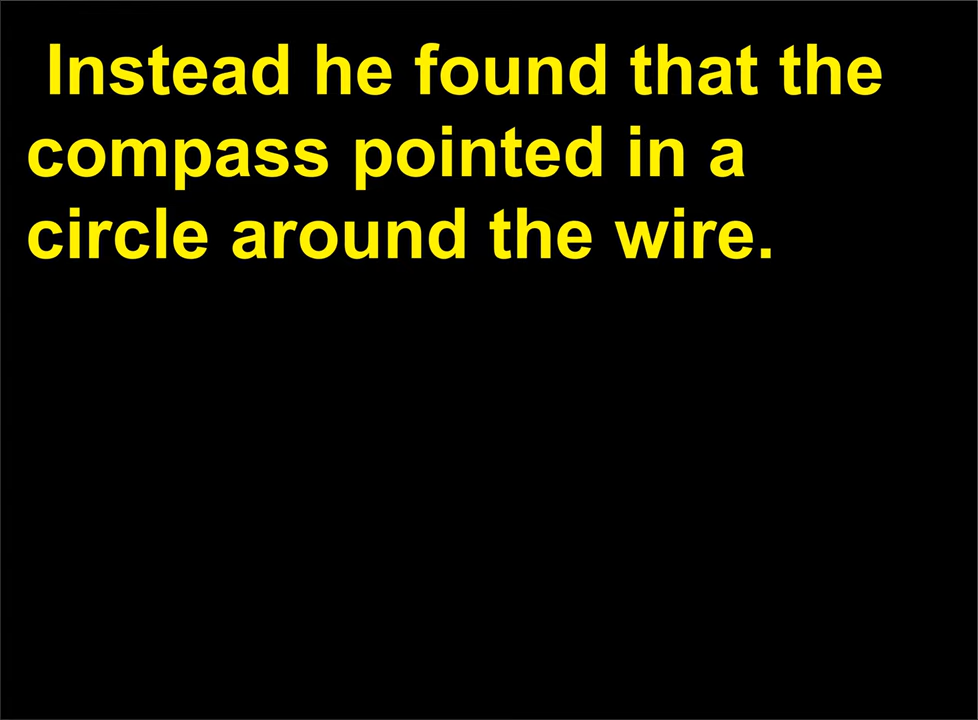 Instead he found that the
compass pointed in a
circle around the wire.